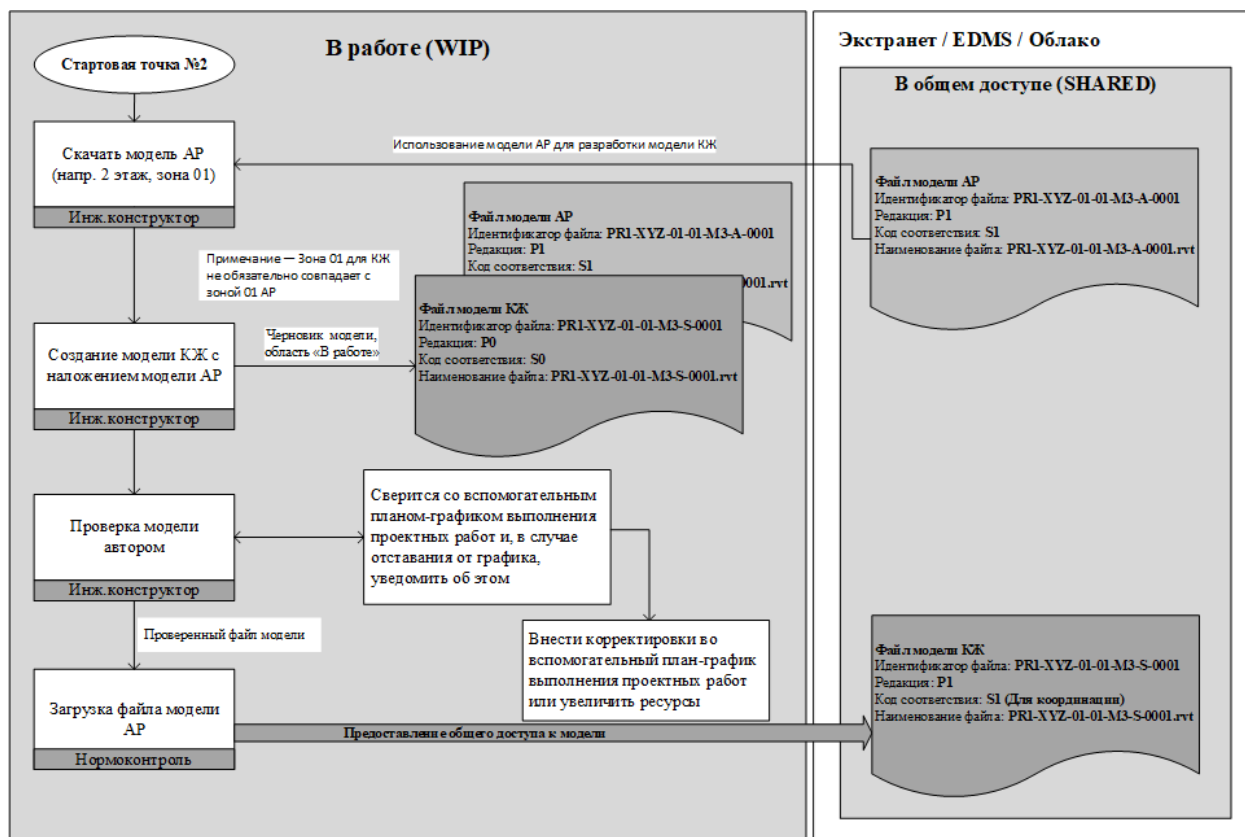 В работе (WIP)
Экстранет / EDMS / Облако
Стартовая точка №2
В общем доступе (SHARED)
Скачать модель АР
(напр. 2 этаж, зона 01)
Инж.конструктор
Использование модели АР для разработки модели КЖ
Файл модели АР
Идентификатор файла: PR1-XYZ-01-01-M3-A-0001
Редакция: P1
Код соответствия: S1
Наименование файла: PR1-XYZ-01-01-M3-A-0001.rvt
Файл модели АР
Идентификатор файла: PR1-XYZ-01-01-M3-A-0001
Редакция: P1
Код соответствия: S1
0001.rvt
Примечание — Зона 01 для КЖ
не обязательно совпадает с
зоной 01 АР
Файл модели КЖ
Идентификатор файла: PR1-XYZ-01-01-M3-S-0001
Редакция: P0
Код соответствия: S0
Наименование файла: PR1-XYZ-01-01-M3-S-0001.rvt
Черновик модели,
область «В работе»
Создание модели КЖ с
наложением модели АР
Инж.конструктор
Проверка модели
автором
Инж.конструктор
Сверится со вспомогательным
планом-графиком выполнения
проектных работ и, в случае
отставания от графика,
уведомить об этом
Проверенный файл модели
Внести корректировки во
вспомогательный план-график
выполнения проектных работ
или увеличить ресурсы
Загрузка файла модели
АР
Нормоконтроль
Предоставление общего доступа к модели
Файл модели КЖ
Идентификатор файла: PR1-XYZ-01-01-M3-S-0001
Редакция: P1
Код соответствия: S1 (Для координации)
Наименование файла: PR1-XYZ-01-01-M3-S-0001.rvt